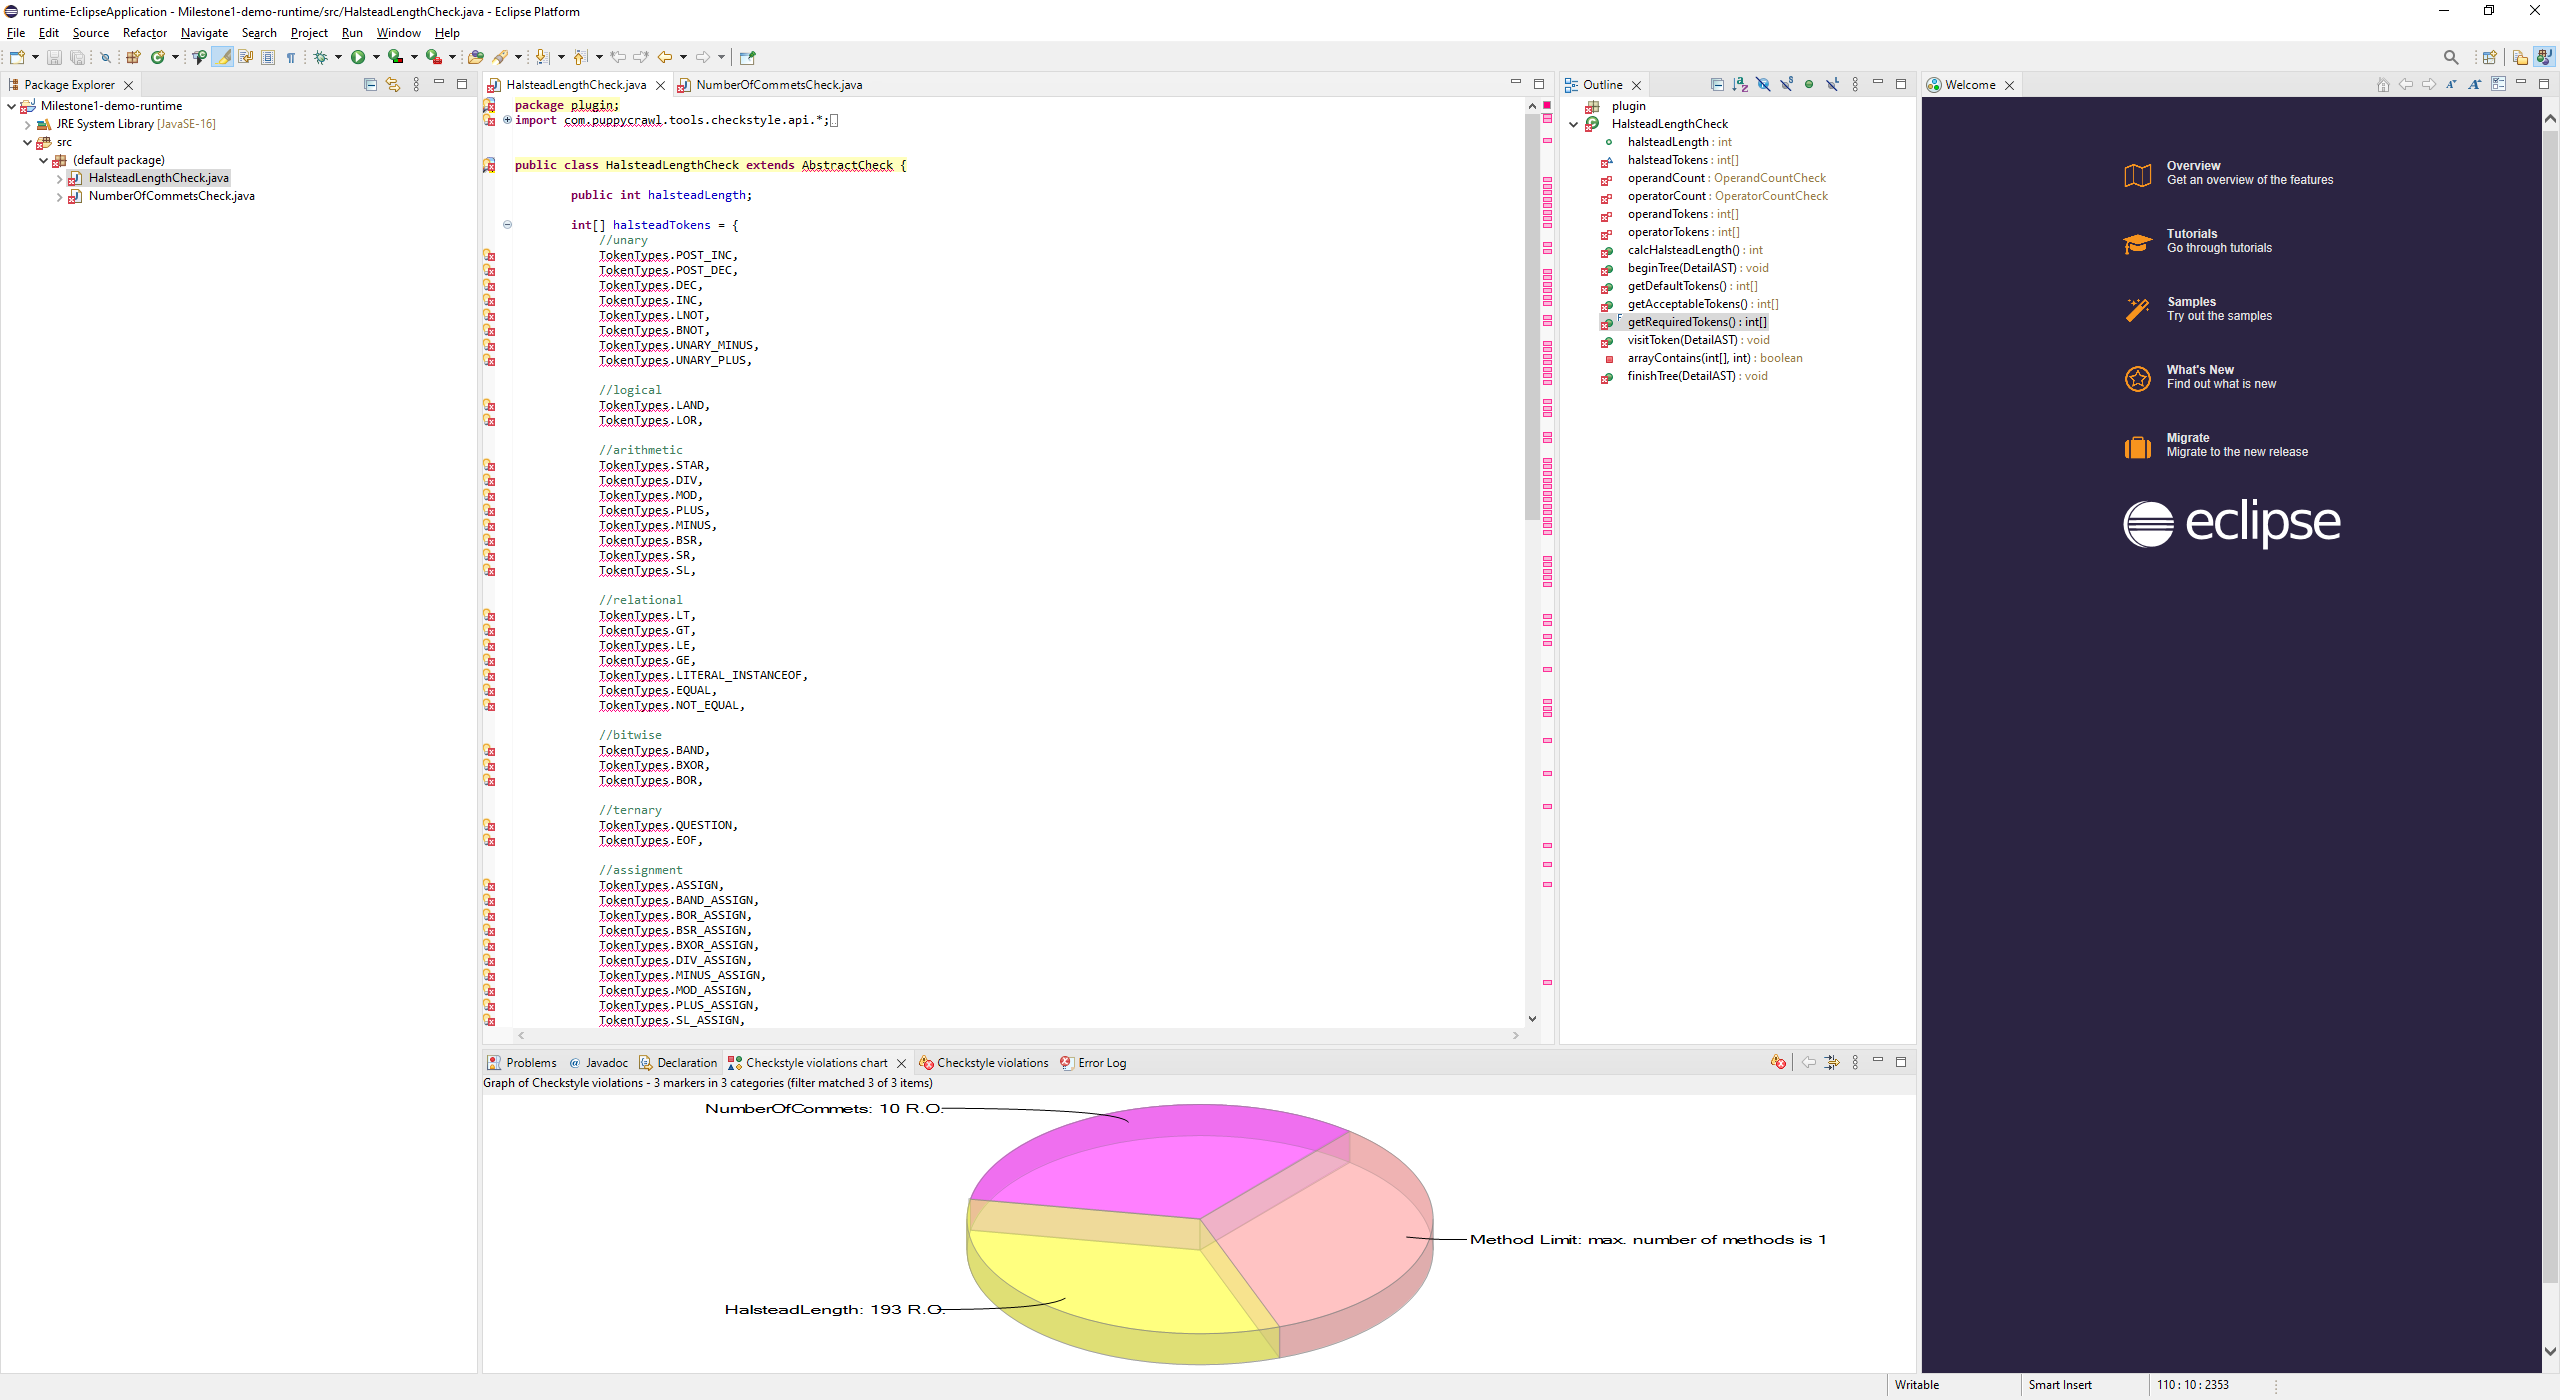 runtime-EclipseApplication - Milestone1-demo-runtime/src/HalsteadLengthCheck.java - Eclipse Platform
File Edit Source Refactor Navigate Search Project Run Window Help
Package Explorer
Milestone1-demo-runtime
JRE System Library [JavaSE-16]
src
(default package)
HalsteadLengthCheck.java
NumberOfCommetsCheck.java
HalsteadLengthCheck.java NumberOfCommetsCheck.java
package plugin;
import com.puppycrawl.tools.checkstyle.api.*;
public class HalsteadLengthCheck extends AbstractCheck {
public int halsteadLength;
int[] halsteadTokens = {
//unary
TokenTypes.POST_INC,
TokenTypes.POST_DEC,
TokenTypes.DEC,
TokenTypes.INC,
TokenTypes.LNOT,
TokenTypes.BNOT,
TokenTypes.UNARY_MINUS,
TokenTypes.UNARY_PLUS,
//logical
TokenTypes.LAND,
TokenTypes.LOR,
//arithmetic
TokenTypes.STAR,
TokenTypes.DIV,
TokenTypes.MOD,
TokenTypes.PLUS,
TokenTypes.MINUS,
TokenTypes.BSR,
TokenTypes.SR,
TokenTypes.SL,
//relational
TokenTypes.LT,
TokenTypes.GT,
TokenTypes.LE,
TokenTypes.GE,
TokenTypes.LITERAL_INSTANCEOF,
TokenTypes.EQUAL,
TokenTypes.NOT_EQUAL,
//bitwise
TokenTypes.BAND,
TokenTypes.BXOR,
TokenTypes.BOR,
//ternary
TokenTypes.QUESTION,
TokenTypes.EOF,
//assignment
TokenTypes.ASSIGN,
TokenTypes.BAND_ASSIGN,
TokenTypes.BOR_ASSIGN,
TokenTypes.BSR_ASSIGN,
TokenTypes.BXOR_ASSIGN,
TokenTypes.DIV_ASSIGN,
TokenTypes.MINUS_ASSIGN,
TokenTypes.MOD_ASSIGN,
TokenTypes.PLUS_ASSIGN,
TokenTypes.SL_ASSIGN,
Outline
plugin
HalsteadLengthCheck
halsteadLength : int
halsteadTokens : int[]
operandCount : OperandCountCheck
operatorCount : OperatorCountCheck
operandTokens : int[]
operatorTokens : int[]
calcHalsteadLength() : int
beginTree(DetailAST) : void
getDefaultTokens() : int[]
getAcceptableTokens() : int[]
getRequiredTokens() : int[]
visitToken(DetailAST) : void
arrayContains(int[], int) : boolean
finishTree(DetailAST) : void
Welcome
Overview
Get an overview of the features
Tutorials
Go through tutorials
Samples
Try out the samples
What's New
Find out what is new
Migrate
Migrate to the new release
eclipse
Problems @ Javadoc Declaration Checkstyle violations chart Checkstyle violations Error Log
Graph of Checkstyle violations - 3 markers in 3 categories (filter matched 3 of 3 items)
NumberOfCommets: 10 R.O.
Method Limit: max. number of methods is 1
HalsteadLength: 193 R.O.
Writable Smart Insert 110 : 10 : 2353